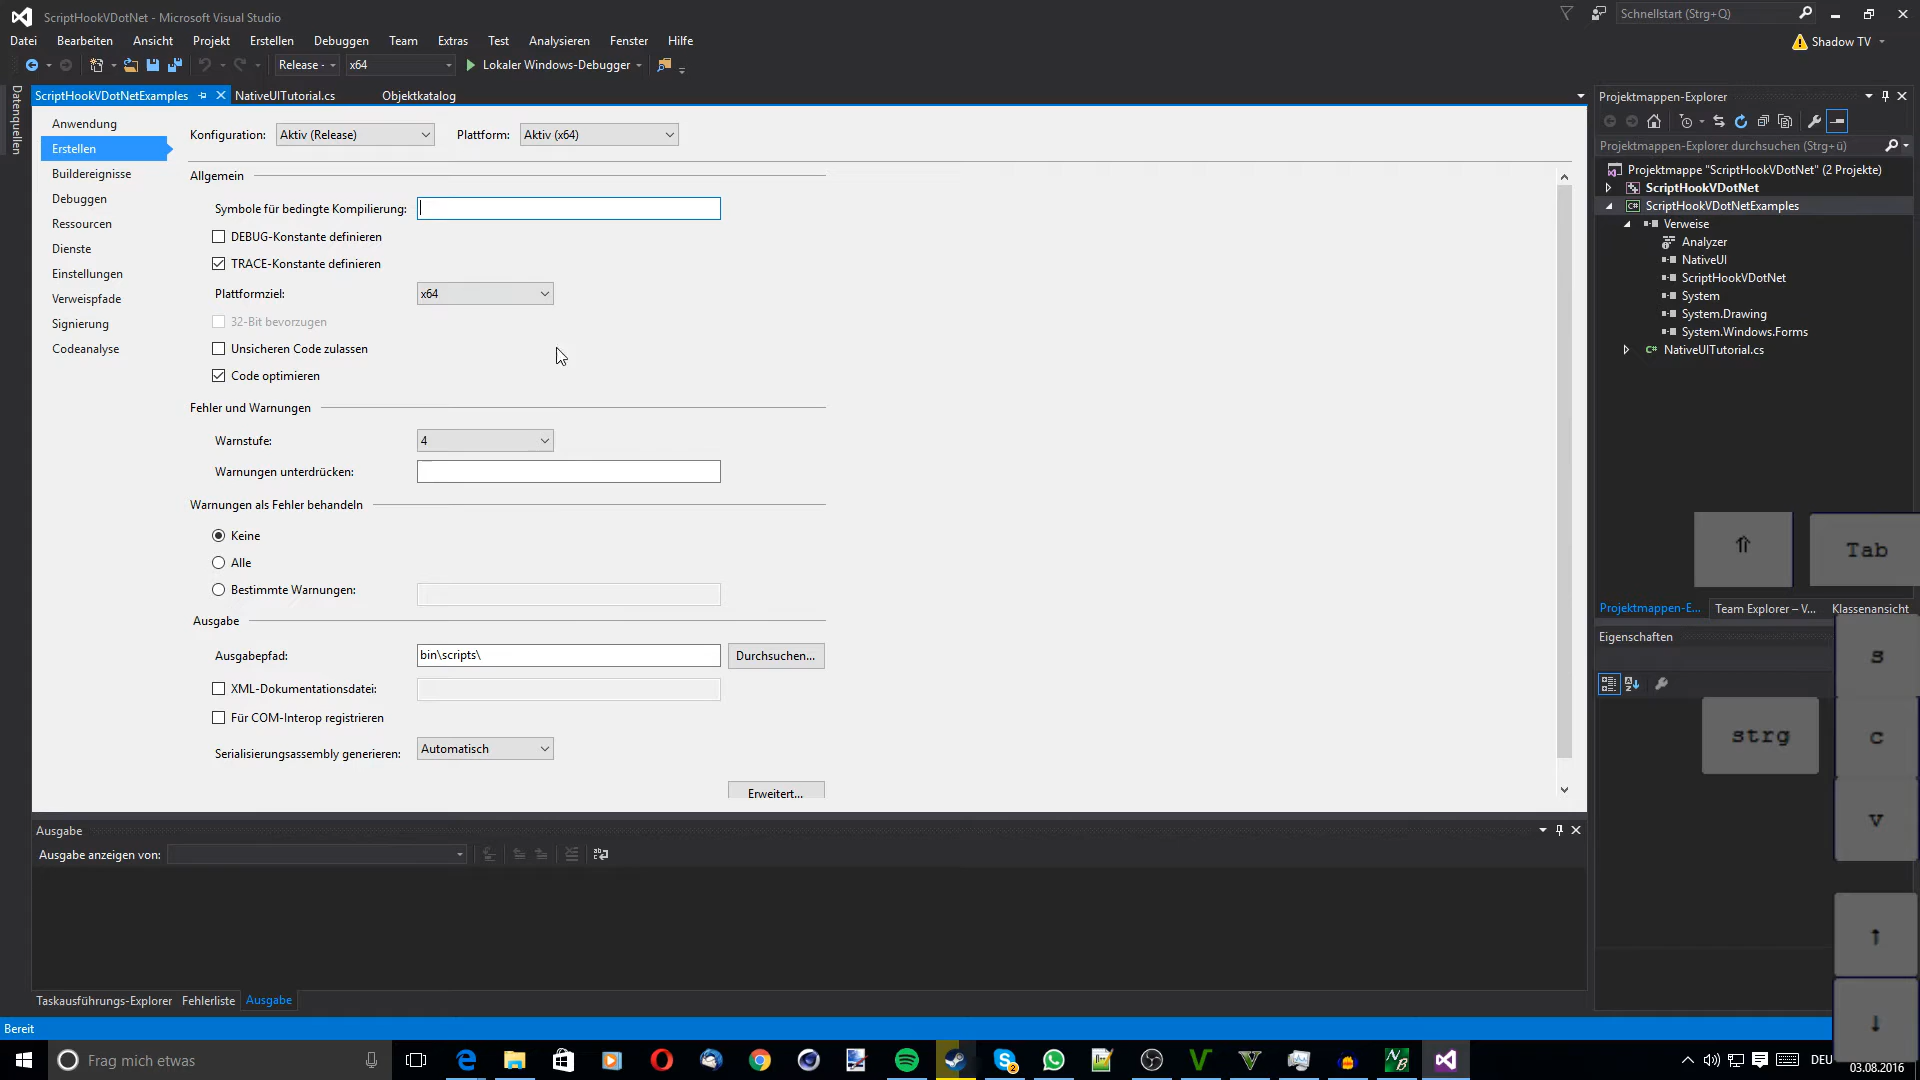 ScriptHookVDotNet - Microsoft Visual Studio
Schnellstart (Strg+Q)
Datei Bearbeiten Ansicht Projekt Erstellen Debuggen Team Extras Test Analysieren Fenster Hilfe
Shadow TV
Release
x64
Lokaler Windows-Debugger
Datenquellen
ScriptHookVDotNetExamples
NativeUITutorial.cs
Objektkatalog
Anwendung
Erstellen
Buildereignisse
Debuggen
Ressourcen
Dienste
Einstellungen
Verweispfade
Signierung
Codeanalyse
Konfiguration: Aktiv (Release)
Plattform: Aktiv (x64)
Allgemein
Symbole für bedingte Kompilierung:
DEBUG-Konstante definieren
TRACE-Konstante definieren
Plattformziel: x64
32-Bit bevorzugen
Unsicheren Code zulassen
Code optimieren
Fehler und Warnungen
Warnstufe: 4
Warnungen unterdrücken:
Warnungen als Fehler behandeln
Keine
Alle
Bestimmte Warnungen:
Ausgabe
Ausgabepfad: bin\scripts\ Durchsuchen...
XML-Dokumentationsdatei:
Für COM-Interop registrieren
Serialisierungsassembly generieren: Automatisch
Erweitert...
Projektmappen-Explorer
Projektmappen-Explorer durchsuchen (Strg+ü)
Projektmappe "ScriptHookVDotNet" (2 Projekte)
ScriptHookVDotNet
C# ScriptHookVDotNetExamples
Verweise
Analyzer
NativeUI
ScriptHookVDotNet
System
System.Drawing
System.Windows.Forms
C# NativeUITutorial.cs
⇑ Tab
Projektmappen-E... Team Explorer – V... Klassenansicht
Eigenschaften
s
strg
c
v
↑
↓
Ausgabe
Ausgabe anzeigen von:
Taskausführungs-Explorer Fehlerliste Ausgabe
Bereit
Frag mich etwas
2
DEU
03.08.2016